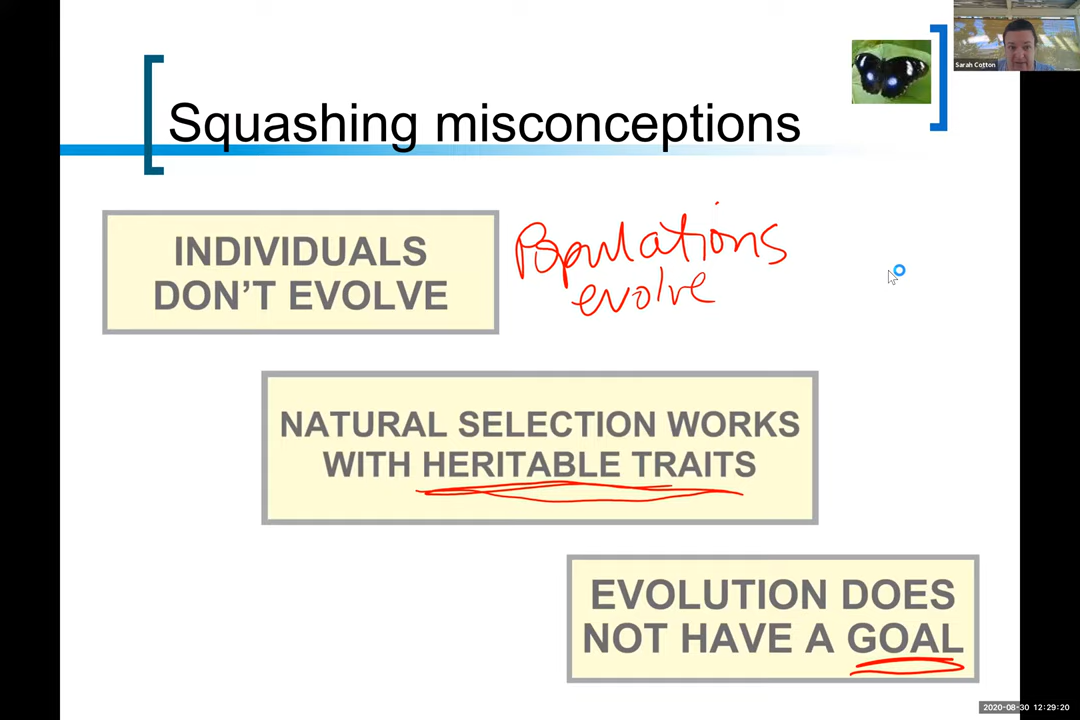 Sarah Cotton
Squashing misconceptions
INDIVIDUALS
DON'T EVOLVE
Populations
evolve
NATURAL SELECTION WORKS
WITH HERITABLE TRAITS
EVOLUTION DOES
NOT HAVE A GOAL
2020-08-30 12:29:20